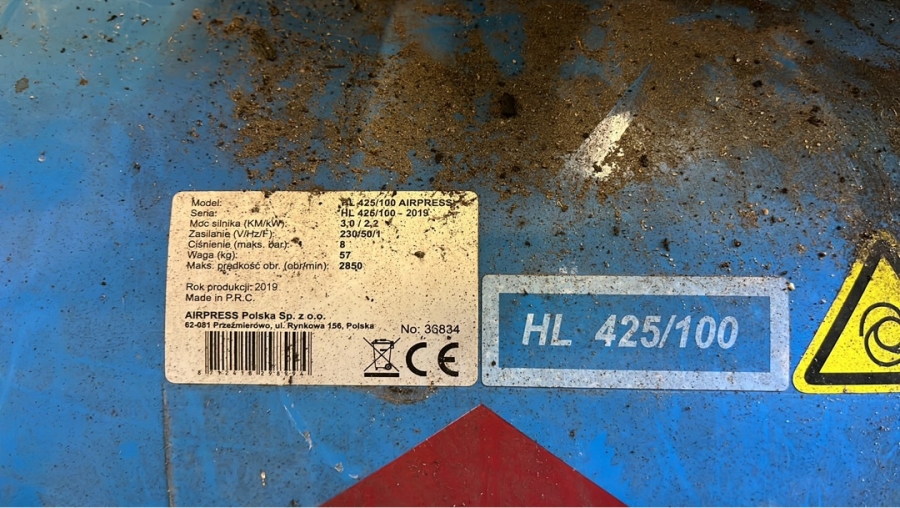 Model: HL 425/100 AIRPRESS
Seria: HL 425/100 - 2019
Moc silnika (KM/kW): 3,0 / 2,2
Zasilanie (V/Hz/F): 230/50/1
Ciśnienie (maks. bar): 8
Waga (kg): 57
Maks. prędkość obr. (obr/min): 2850
Rok produkcji: 2019
Made in P.R.C.
AIRPRESS Polska Sp. z o.o.
62-081 Przeźmierowo, ul. Rynkowa 156, Polska
No: 36834
CE
HL 425/100